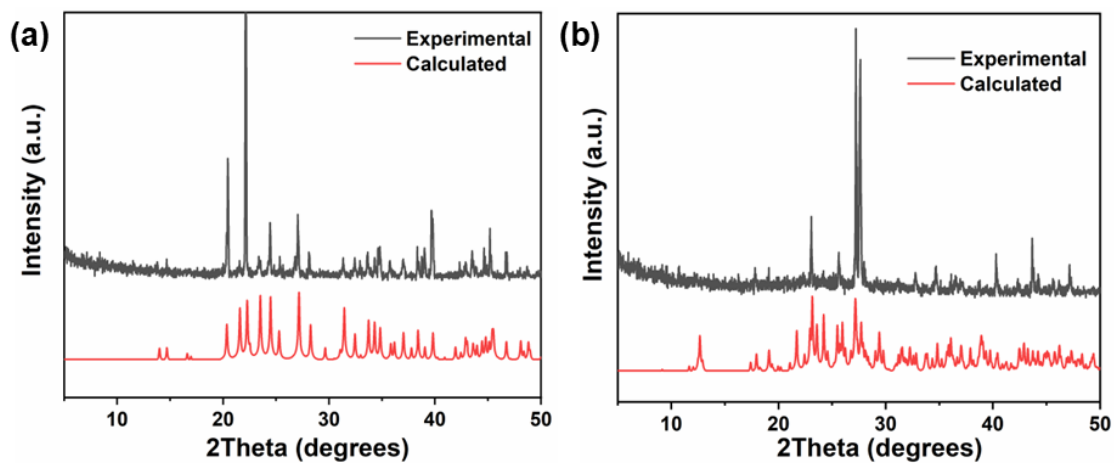 (a)
Experimental
Calculated
Intensity (a.u.)
10 20 30 40 50
2Theta (degrees)
(b)
Experimental
Calculated
Intensity (a.u.)
10 20 30 40 50
2Theta (degrees)